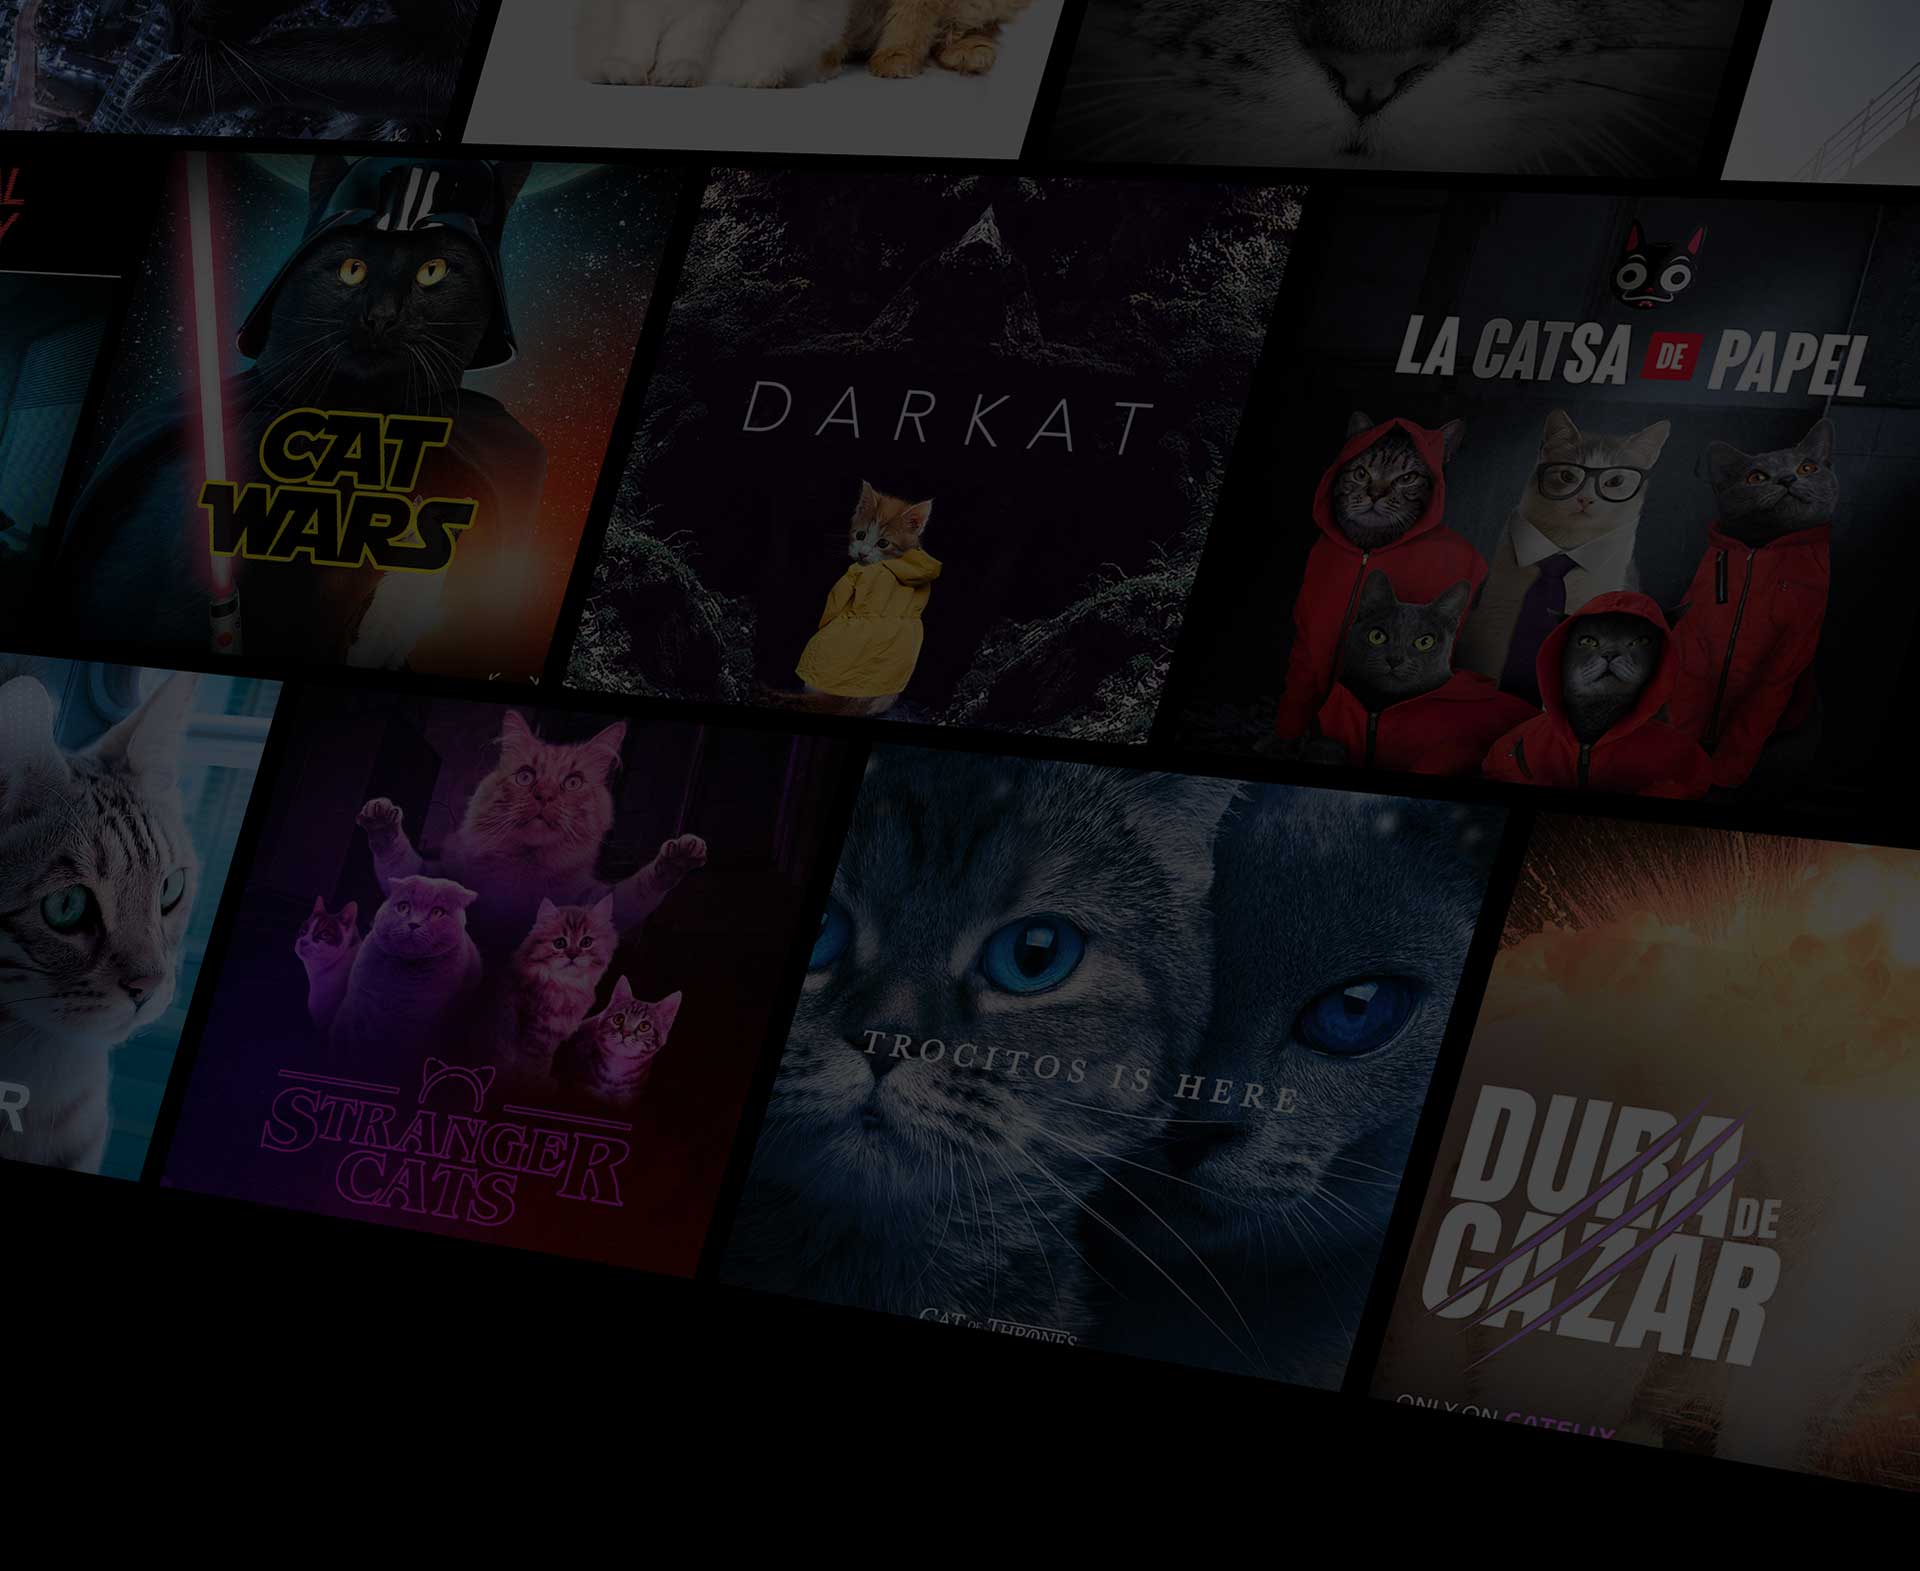 CAT
WARS
DARKAT
LA CATSA DE PAPEL
STRANGER
CATS
TROCITOS IS HERE
CAT OF THRONES
DURA DE
CAZAR
ONLY ON CATFLIX